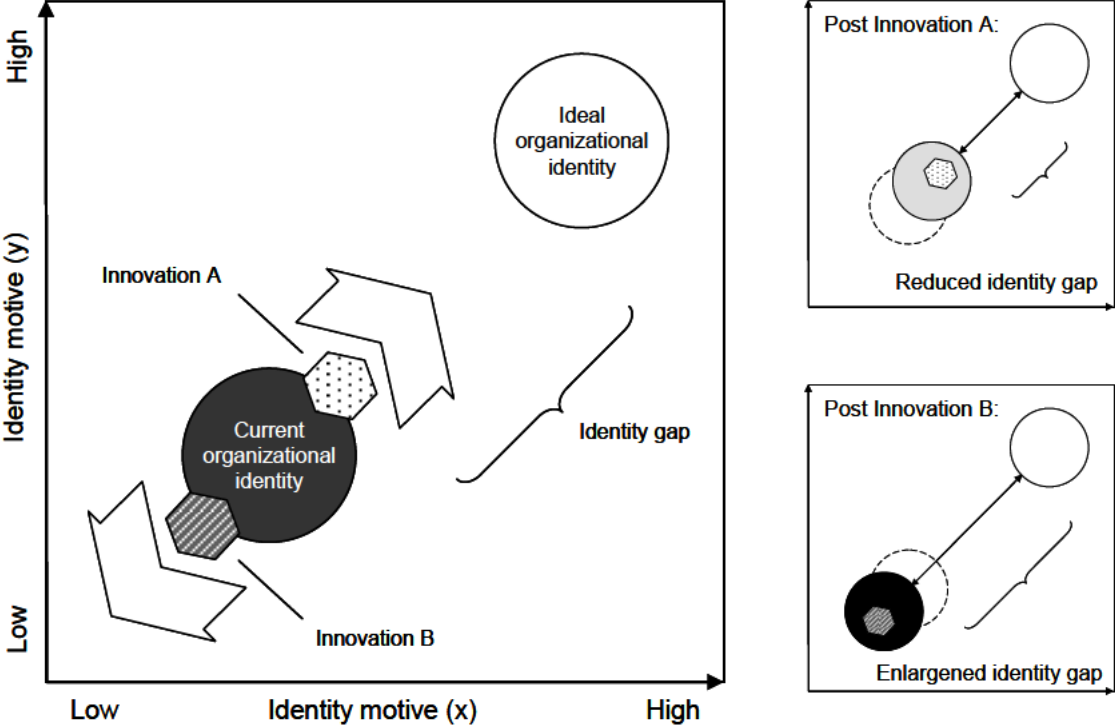 High
Identity motive (y)
Low
Ideal
organizational
identity
Innovation A
Current
organizational
identity
Identity gap
Innovation B
Low
Identity motive (x)
High
Post Innovation A:
Reduced identity gap
Post Innovation B:
Enlargened identity gap